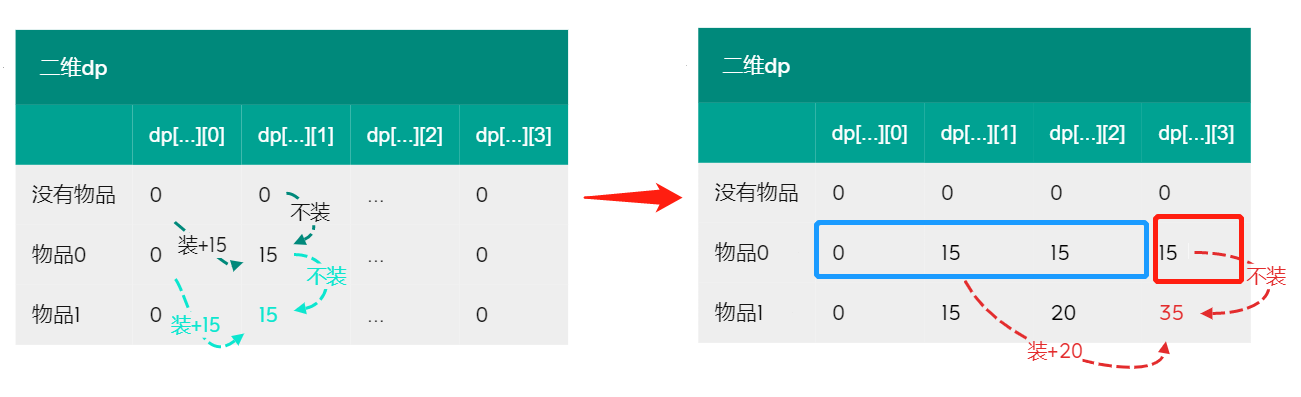 二维dp
dp[...][0] dp[...][1] dp[...][2] dp[...][3]
没有物品 0 0 ... 0
不装
装+15
物品0 0 15 ... 0
不装
物品1 0 15 ... 0
装+15
二维dp
dp[...][0] dp[...][1] dp[...][2] dp[...][3]
没有物品 0 0 0 0
物品0 0 15 15 15
不装
物品1 0 15 20 35
装+20